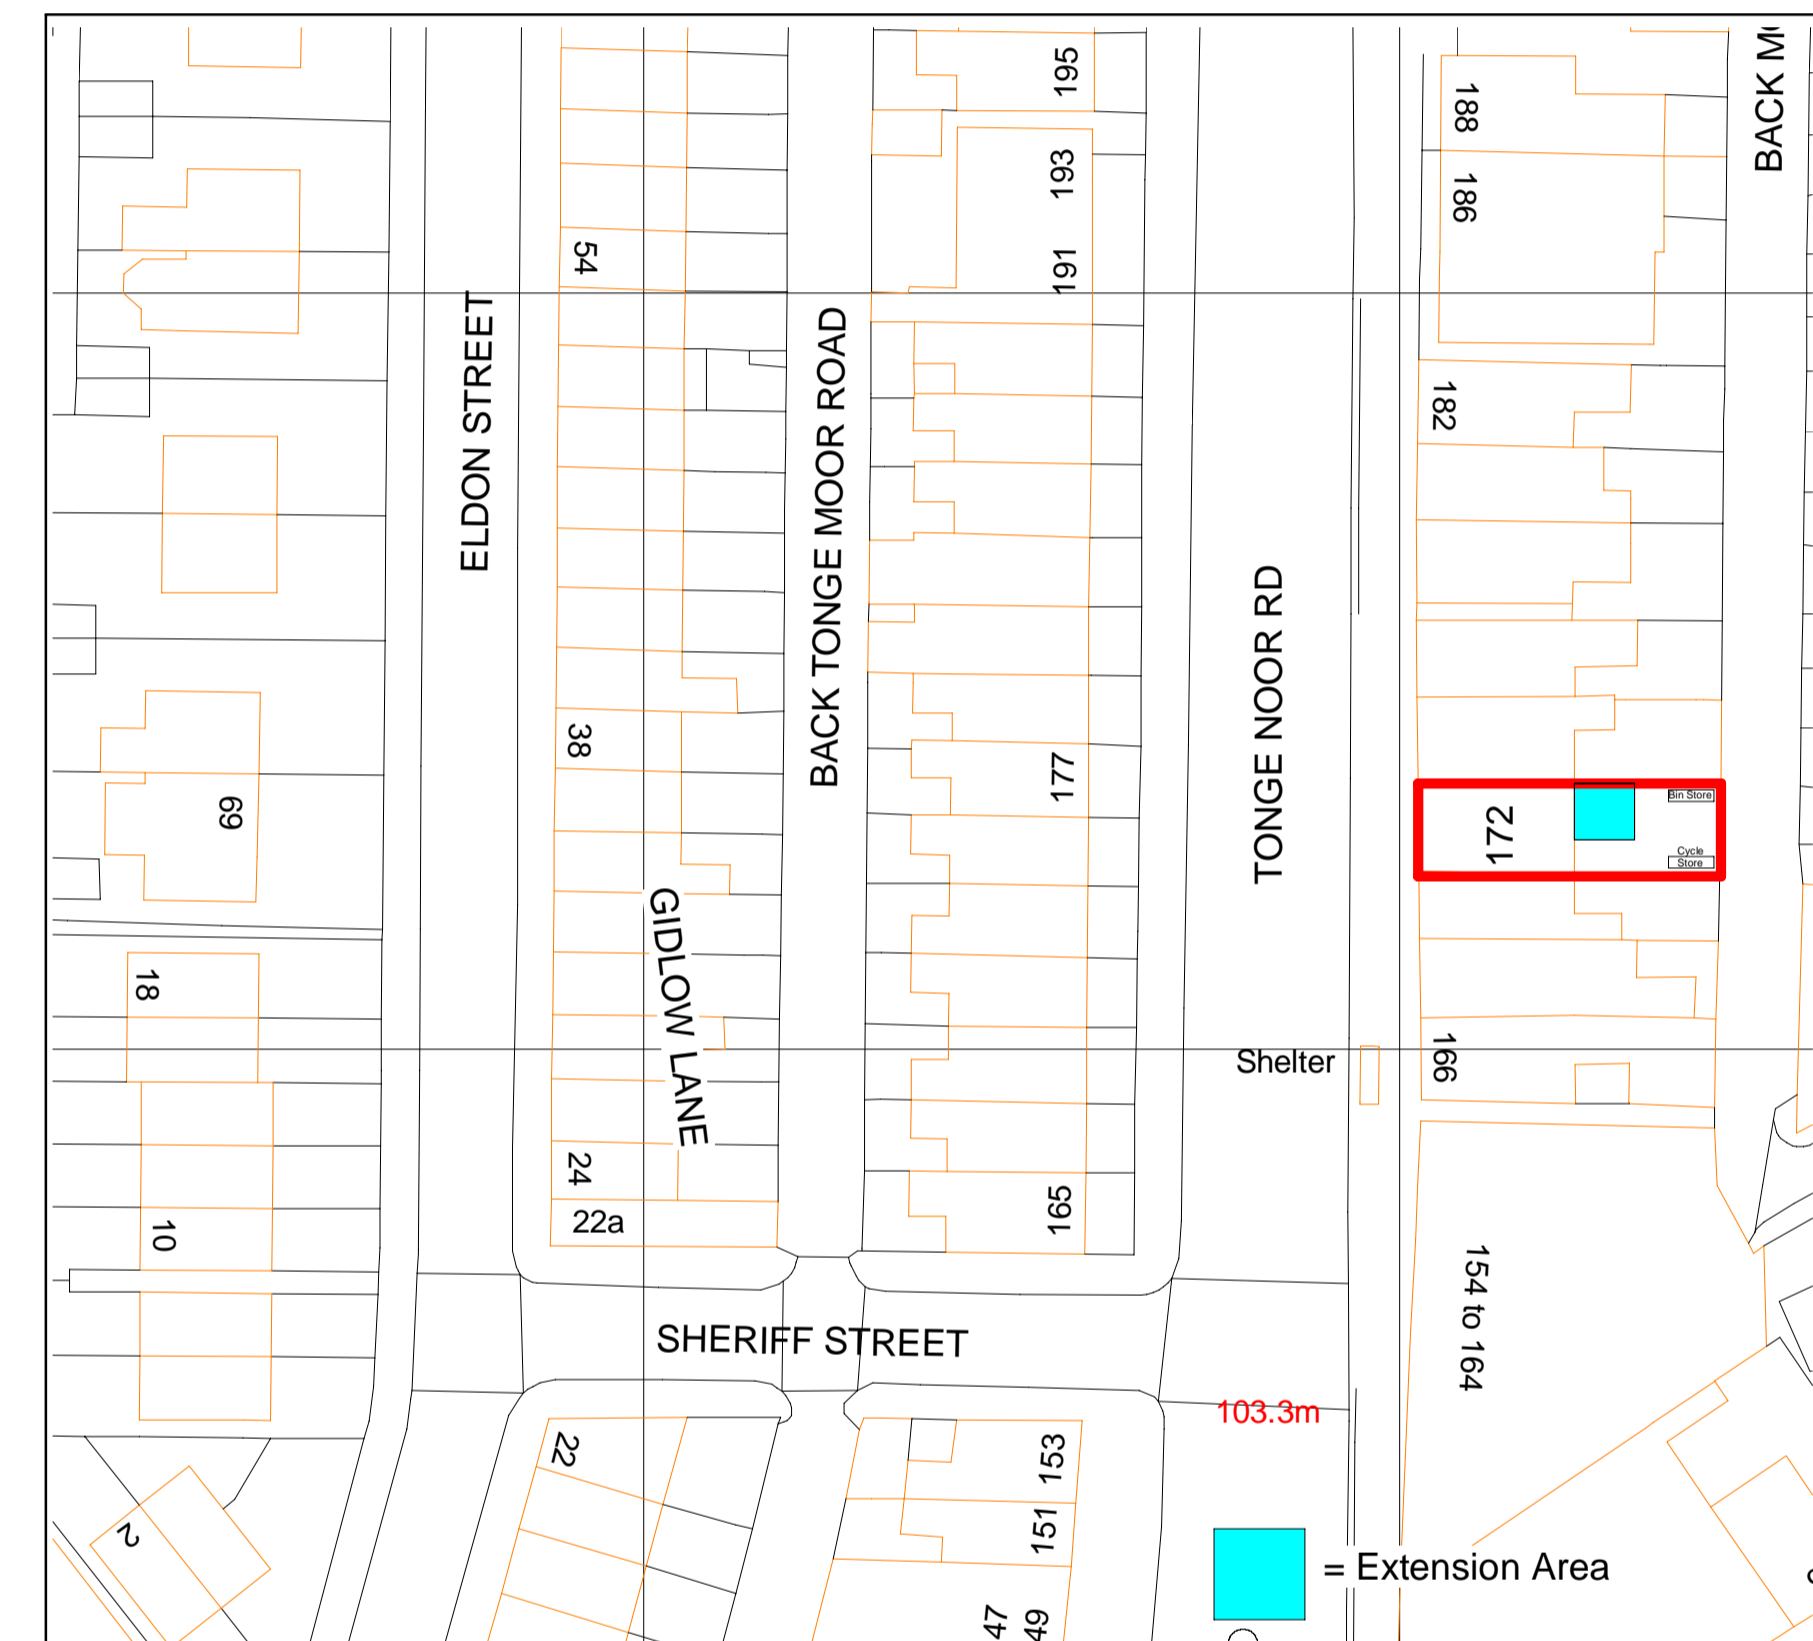 195
188
BACK
193
186
191
54
ELDON STREET
BACK TONGE MOOR ROAD
182
TONGE NOOR RD
38
177
69
172
Bin Store
Cycle
Store
GIDLOW LANE
18
Shelter
166
24
22a
165
10
154 to 164
SHERIFF STREET
103.3m
22
153
151
2
= Extension Area
47
49